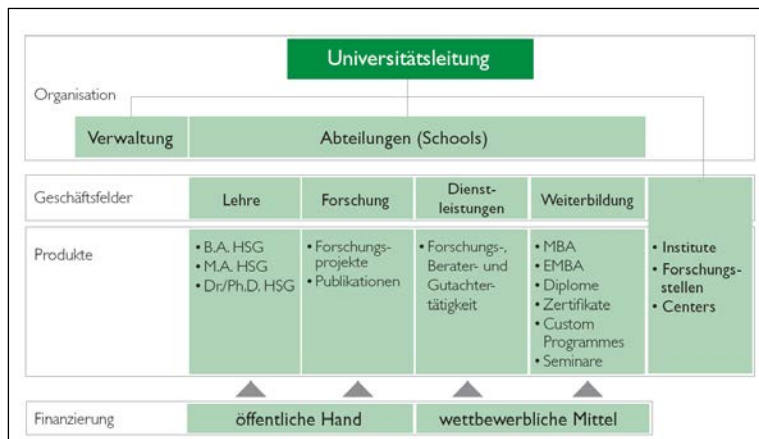 Universitätsleitung
Organisation
Verwaltung
Abteilungen (Schools)
Geschäftsfelder
Lehre
Forschung
Dienst-
leistungen
Weiterbildung
Produkte
• B.A. HSG
• M.A. HSG
• Dr./Ph.D. HSG
• Forschungs-
projekte
• Publikationen
• Forschungs-,
Berater- und
Gutachter-
tätigkeit
• MBA
• EMBA
• Diplome
• Zertifikate
• Custom
Programmes
• Seminare
• Institute
• Forschungs-
stellen
• Centers
Finanzierung
öffentliche Hand
wettbewerbliche Mittel